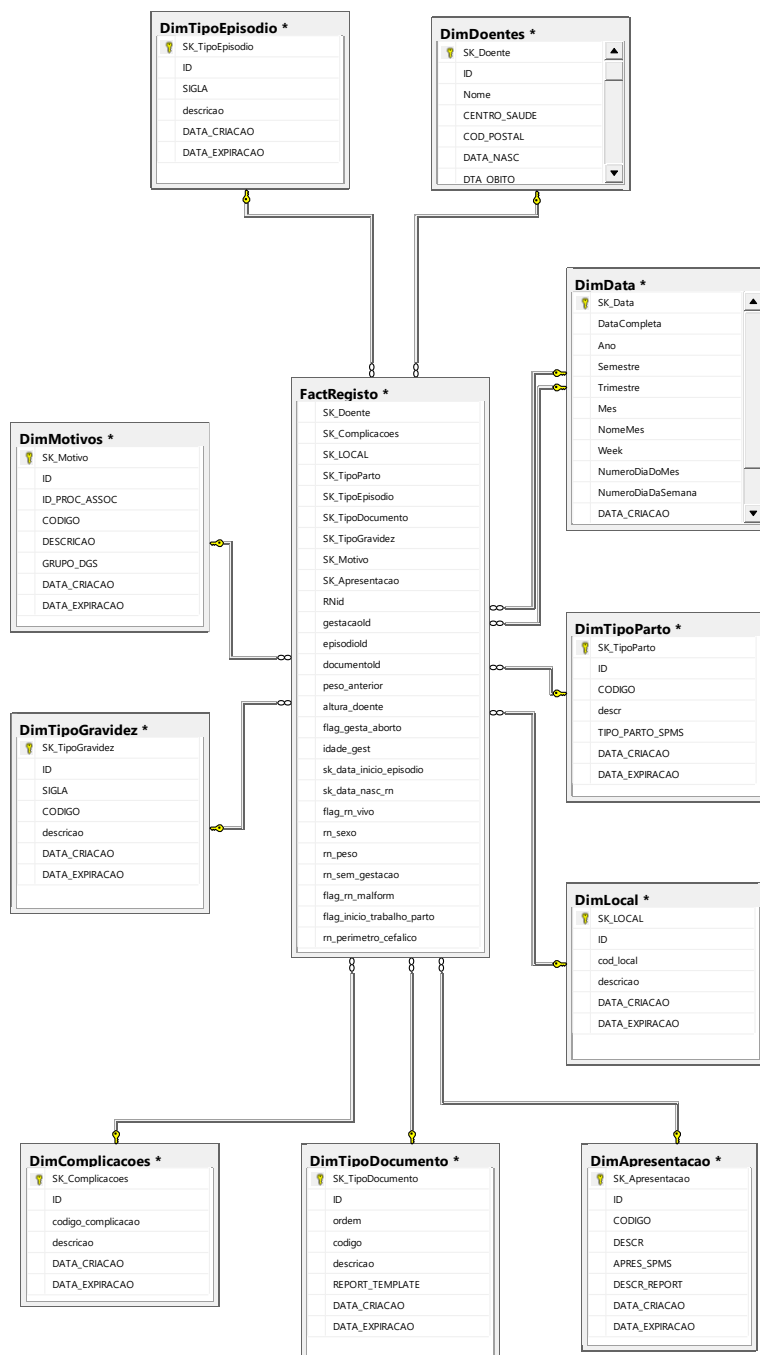 DimTipoEpisodio *
SK_TipoEpisodio
ID
SIGLA
descricao
DATA_CRIACAO
DATA_EXPIRACAO
DimDoentes *
SK_Doente
ID
Nome
CENTRO_SAUDE
COD_POSTAL
DATA_NASC
DTA_OBITO
DimData *
SK_Data
DataCompleta
Ano
Semestre
Trimestre
Mes
NomeMes
Week
NumeroDiaDoMes
NumeroDiaDaSemana
DATA_CRIACAO
FactRegisto *
SK_Doente
SK_Complicacoes
SK_LOCAL
SK_TipoParto
SK_TipoEpisodio
SK_TipoDocumento
SK_TipoGravidez
SK_Motivo
SK_Apresentacao
RNid
gestacaoId
episodioId
documentoId
peso_anterior
altura_doente
flag_gesta_aborto
idade_gest
sk_data_inicio_episodio
sk_data_nasc_rn
flag_rn_vivo
rn_sexo
rn_peso
rn_sem_gestacao
flag_rn_malform
flag_inicio_trabalho_parto
rn_perimetro_cefalico
DimMotivos *
SK_Motivo
ID
ID_PROC_ASSOC
CODIGO
DESCRICAO
GRUPO_DGS
DATA_CRIACAO
DATA_EXPIRACAO
DimTipoParto *
SK_TipoParto
ID
CODIGO
descr
TIPO_PARTO_SPMS
DATA_CRIACAO
DATA_EXPIRACAO
DimTipoGravidez *
SK_TipoGravidez
ID
SIGLA
CODIGO
descricao
DATA_CRIACAO
DATA_EXPIRACAO
DimLocal *
SK_LOCAL
ID
cod_local
descricao
DATA_CRIACAO
DATA_EXPIRACAO
DimComplicacoes *
SK_Complicacoes
ID
codigo_complicacao
descricao
DATA_CRIACAO
DATA_EXPIRACAO
DimTipoDocumento *
SK_TipoDocumento
ID
ordem
codigo
descricao
REPORT_TEMPLATE
DATA_CRIACAO
DATA_EXPIRACAO
DimApresentacao *
SK_Apresentacao
ID
CODIGO
DESCR
APRES_SPMS
DESCR_REPORT
DATA_CRIACAO
DATA_EXPIRACAO